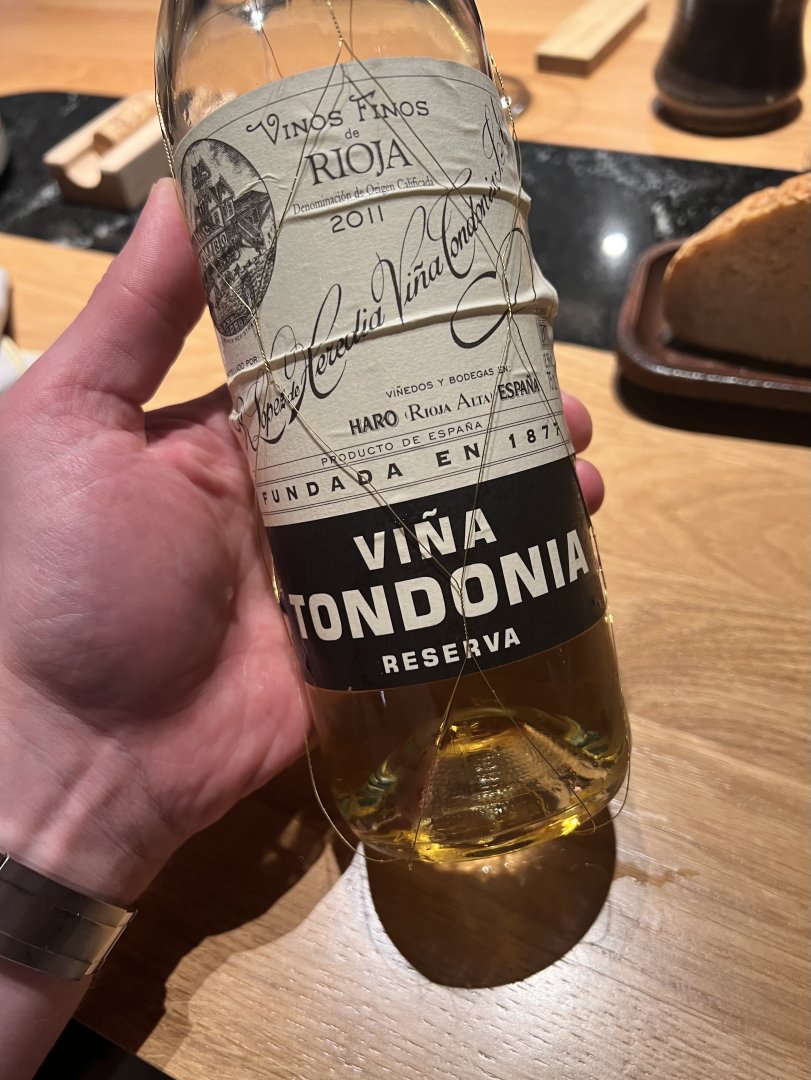 VINOS FINOS
de
RIOJA
Denominación de Origen Calificada
2011
R. López de Heredia Viña Tondonia
VIÑEDOS Y BODEGAS EN:
HARO (RIOJA ALTA) ESPAÑA
PRODUCTO DE ESPAÑA
FUNDADA EN 1877
VIÑA
TONDONIA
RESERVA